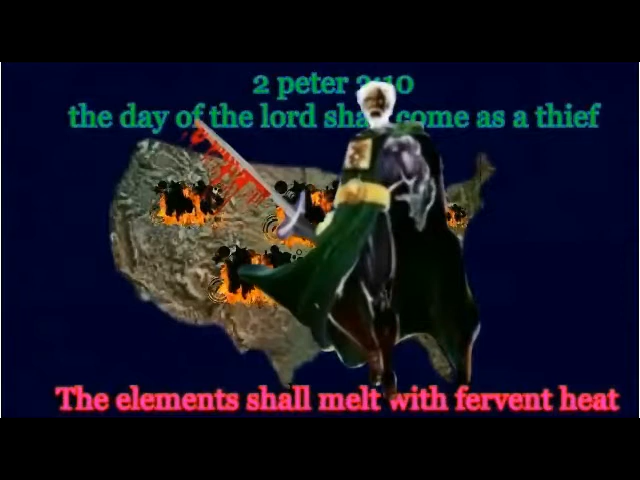 2 peter 3:10
the day of the lord shall come as a thief
The elements shall melt with fervent heat